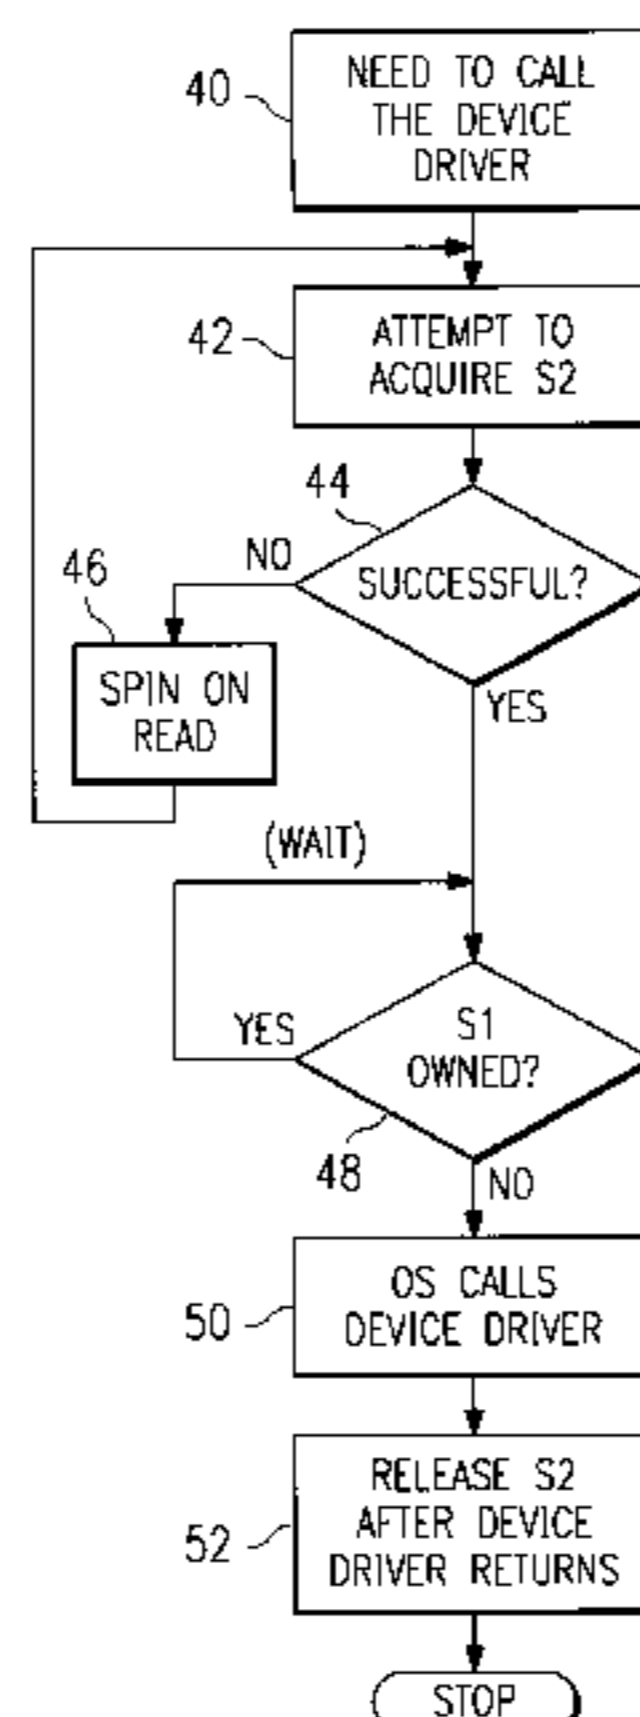 40
NEED TO CALL
THE DEVICE
DRIVER
42
ATTEMPT TO
ACQUIRE S2
44
NO
SUCCESSFUL?
46
SPIN ON
READ
YES
(WAIT)
YES
S1
OWNED?
48
NO
50
OS CALLS
DEVICE DRIVER
52
RELEASE S2
AFTER DEVICE
DRIVER RETURNS
STOP